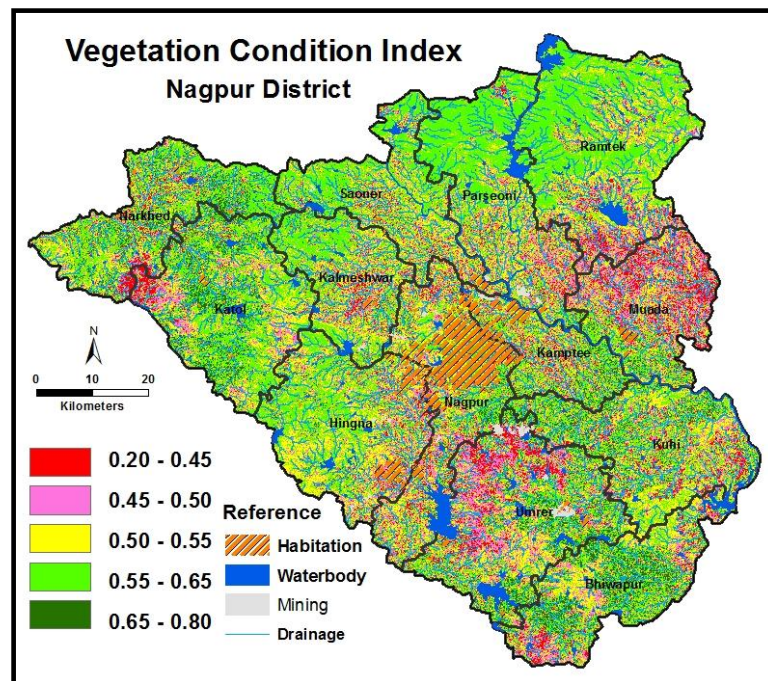 Vegetation Condition Index
Nagpur District
Ramtek
Saoner
Parseoni
Narkhed
Kalmeshwar
Katol
Mauda
Kamptee
Nagpur
Hingna
Kuhi
Umrer
Bhiwapur
N
0 10 20
Kilometers
0.20 - 0.45
0.45 - 0.50
0.50 - 0.55
0.55 - 0.65
0.65 - 0.80
Reference
Habitation
Waterbody
Mining
Drainage